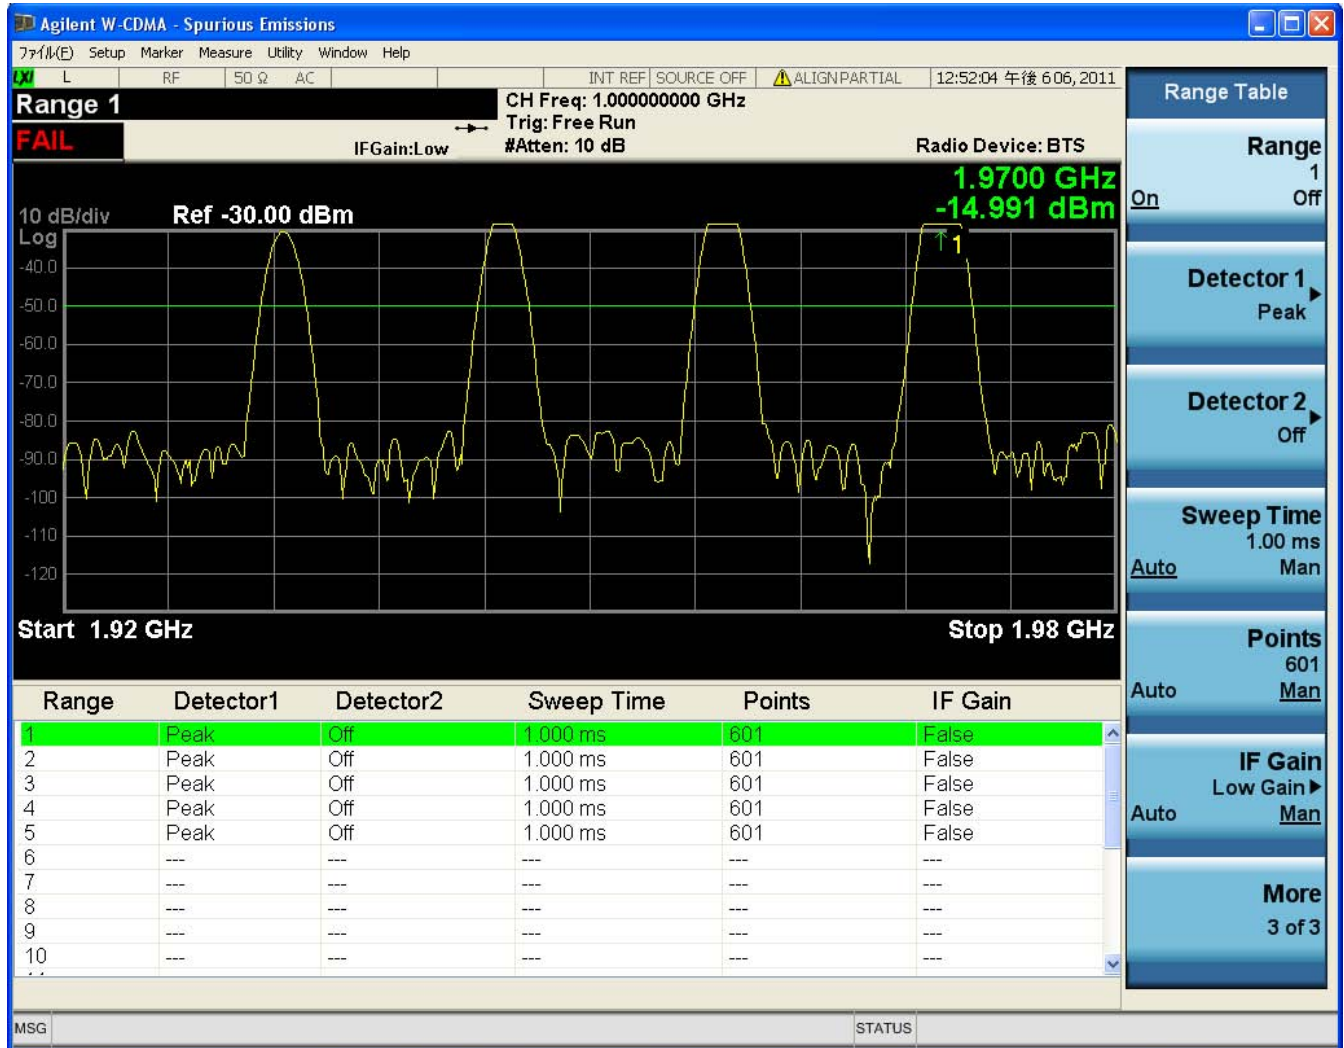 Agilent W-CDMA - Spurious Emissions
ファイル(F) Setup Marker Measure Utility Window Help
LXI L RF 50 Ω AC INT REF SOURCE OFF ALIGN PARTIAL 12:52:04 午後 6 06, 2011
Range 1
FAIL
IFGain:Low
CH Freq: 1.000000000 GHz
Trig: Free Run
#Atten: 10 dB
Radio Device: BTS
1.9700 GHz
-14.991 dBm
10 dB/div Ref -30.00 dBm
Log
1
-40.0
-50.0
-60.0
-70.0
-80.0
-90.0
-100
-110
-120
Start 1.92 GHz Stop 1.98 GHz
Range Detector1 Detector2 Sweep Time Points IF Gain
1 Peak Off 1.000 ms 601 False
2 Peak Off 1.000 ms 601 False
3 Peak Off 1.000 ms 601 False
4 Peak Off 1.000 ms 601 False
5 Peak Off 1.000 ms 601 False
6 --- --- --- --- ---
7 --- --- --- --- ---
8 --- --- --- --- ---
9 --- --- --- --- ---
10 --- --- --- --- ---
MSG STATUS
Range Table
Range
1
On Off
Detector 1
Peak
Detector 2
Off
Sweep Time
1.00 ms
Auto Man
Points
601
Auto Man
IF Gain
Low Gain
Auto Man
More
3 of 3